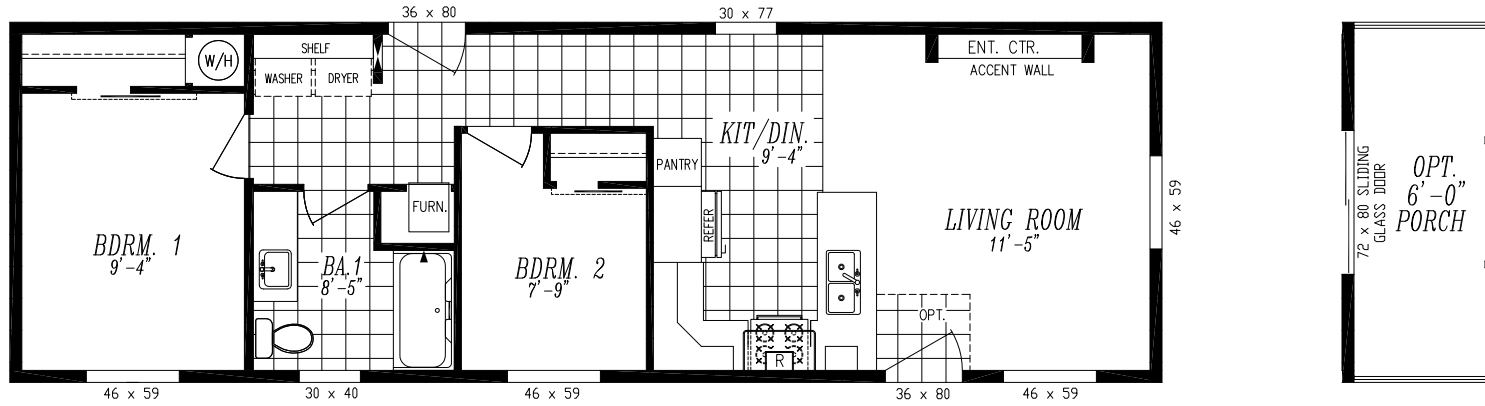 36 x 80
30 x 77
W/H
SHELF
WASHER
DRYER
ENT. CTR.
ACCENT WALL
KIT/DIN.
9'-4"
PANTRY
REFER
FURN.
BDRM. 1
9'-4"
BA.1
8'-5"
BDRM. 2
7'-9"
LIVING ROOM
11'-5"
46 x 59
OPT.
R
46 x 59
30 x 40
46 x 59
36 x 80
46 x 59
72 x 80 SLIDING
GLASS DOOR
OPT.
6'-0"
PORCH